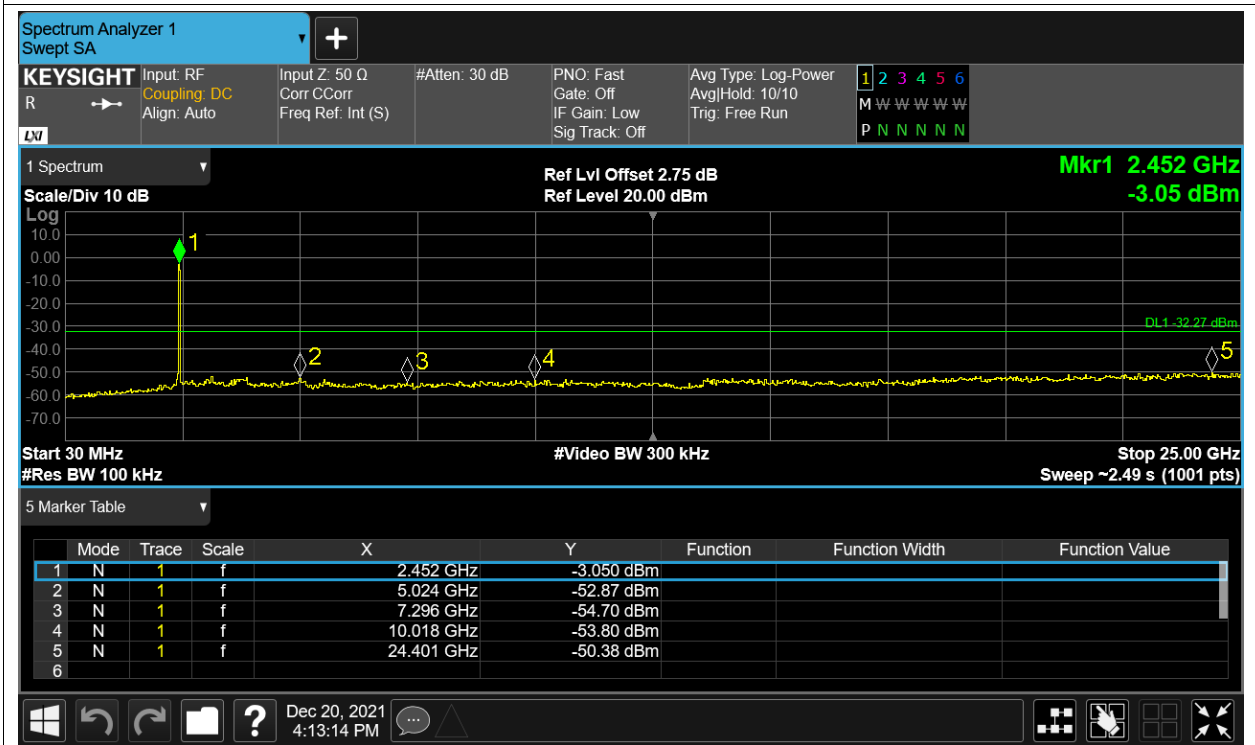 Spectrum Analyzer 1
Swept SA
+
KEYSIGHT Input: RF Input Z: 50 Ω #Atten: 30 dB PNO: Fast Avg Type: Log-Power 1 2 3 4 5 6
R Coupling: DC Corr CCorr Gate: Off Avg|Hold: 10/10 M W W W W W
Align: Auto Freq Ref: Int (S) IF Gain: Low Trig: Free Run
LXI Sig Track: Off P N N N N N
1 Spectrum Ref Lvl Offset 2.75 dB Mkr1 2.452 GHz
Scale/Div 10 dB Ref Level 20.00 dBm -3.05 dBm
Log
10.0 1
0.00
-10.0
-20.0
-30.0 DL1 -32.27 dBm
-40.0 2 3 4 5
-50.0
-60.0
-70.0
Start 30 MHz #Video BW 300 kHz Stop 25.00 GHz
#Res BW 100 kHz Sweep ~2.49 s (1001 pts)
5 Marker Table
Mode Trace Scale X Y Function Function Width Function Value
1 N 1 f 2.452 GHz -3.050 dBm
2 N 1 f 5.024 GHz -52.87 dBm
3 N 1 f 7.296 GHz -54.70 dBm
4 N 1 f 10.018 GHz -53.80 dBm
5 N 1 f 24.401 GHz -50.38 dBm
6
? Dec 20, 2021
4:13:14 PM